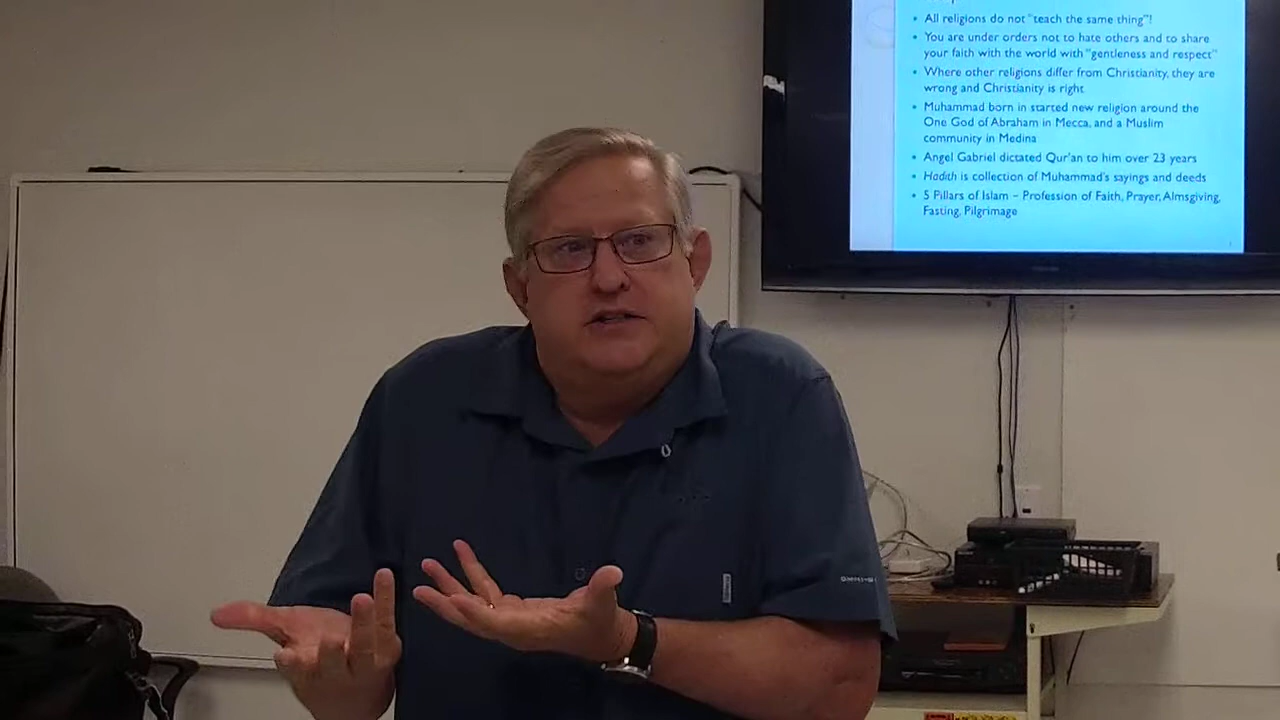 • All religions do not "teach the same thing"!
• You are under orders not to hate others and to share
your faith with the world with "gentleness and respect"
• Where other religions differ from Christianity, they are
wrong and Christianity is right
• Muhammad born in started new religion around the
One God of Abraham in Mecca, and a Muslim
community in Medina
• Angel Gabriel dictated Qur'an to him over 23 years
• Hadith is collection of Muhammad's sayings and deeds
• 5 Pillars of Islam – Profession of Faith, Prayer, Almsgiving,
Fasting, Pilgrimage